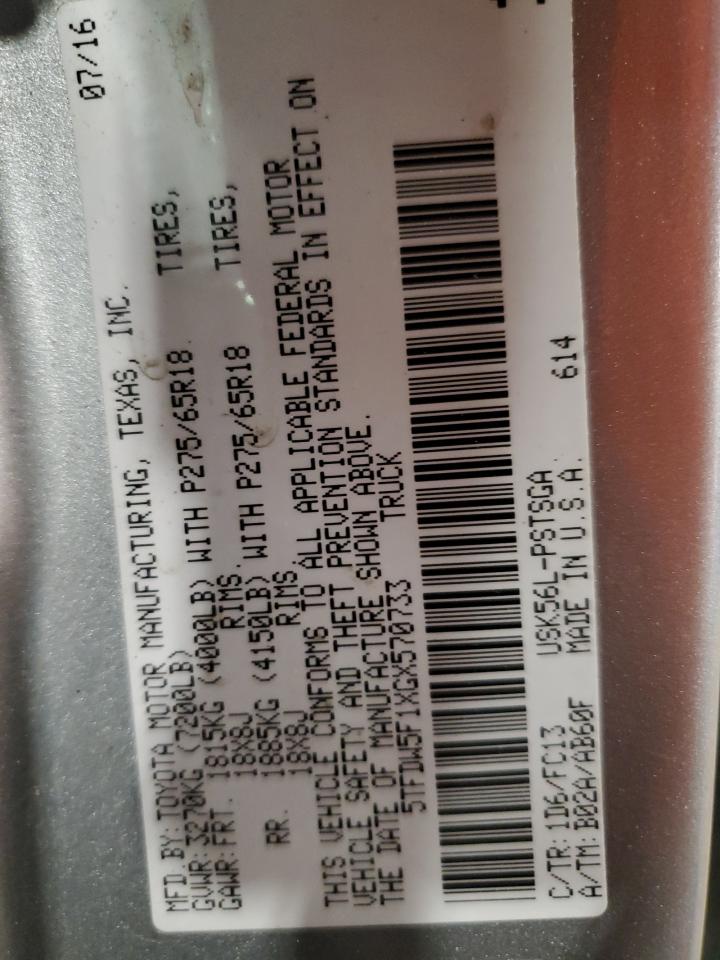 MFD.BY:TOYOTA MOTOR MANUFACTURING, TEXAS, INC. 07/16
GVWR:3270KG (7200LB)
GAWR:FRT. 1815KG (4000LB) WITH P275/65R18 TIRES,
18X8J RIMS.
RR. 1885KG (4150LB) WITH P275/65R18 TIRES,
18X8J RIMS
THIS VEHICLE CONFORMS TO ALL APPLICABLE FEDERAL MOTOR
VEHICLE SAFETY AND THEFT PREVENTION STANDARDS IN EFFECT ON
THE DATE OF MANUFACTURE SHOWN ABOVE.
5TFDW5F1XGX570733 TRUCK
C/TR:1D6/FC13 USK56L-PSTSGA 614
A/TM:B02A/AB60F MADE IN U.S.A.